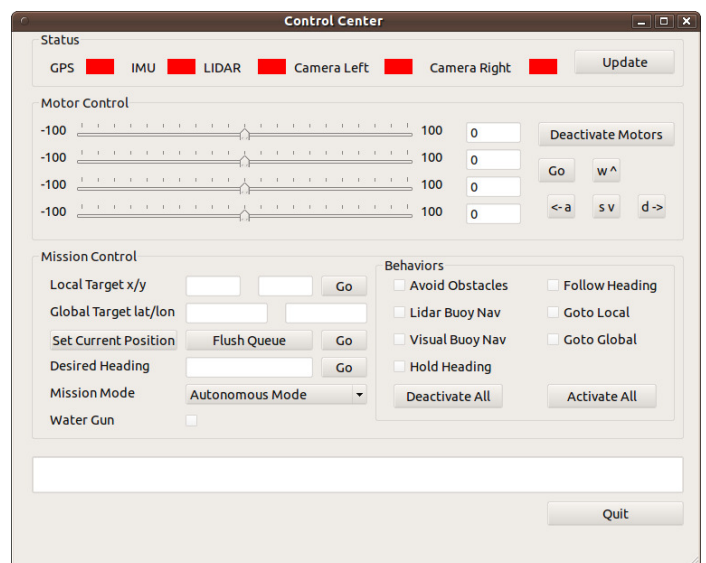 Control Center
Status
GPS IMU LIDAR Camera Left Camera Right Update
Motor Control
-100 100 0 Deactivate Motors
-100 100 0
Go w ^
-100 100 0
-100 100 0
<- a s v d ->
Mission Control
Behaviors
Local Target x/y Go
Avoid Obstacles Follow Heading
Global Target lat/lon
Lidar Buoy Nav Goto Local
Set Current Position Flush Queue Go
Visual Buoy Nav Goto Global
Desired Heading Go
Hold Heading
Mission Mode Autonomous Mode
Deactivate All Activate All
Water Gun
Quit